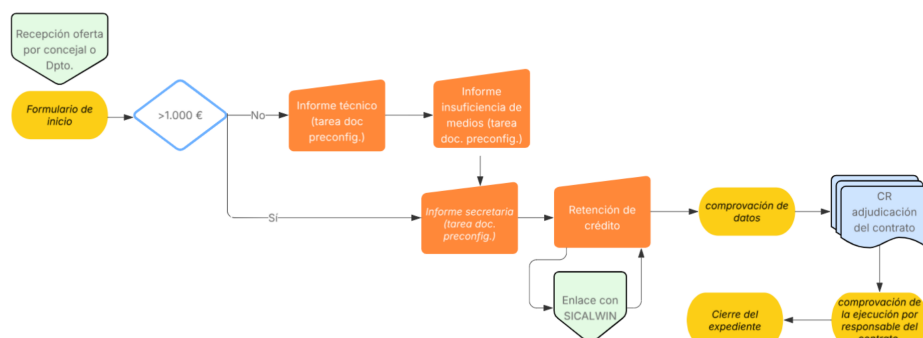 Recepción oferta
por concejal o
Dpto.
Formulario de
inicio
>1.000 €
No
Informe técnico
(tarea doc
preconfig.)
Informe
insuficiencia de
medios (tarea
doc. preconfig.)
Sí
Informe secretaria
(tarea doc.
preconfig.)
Retención de
crédito
Enlace con
SICALWIN
comprovación de
datos
CR
adjudicación
del contrato
comprovación de
la ejecución por
responsable del
contrato
Cierre del
expediente